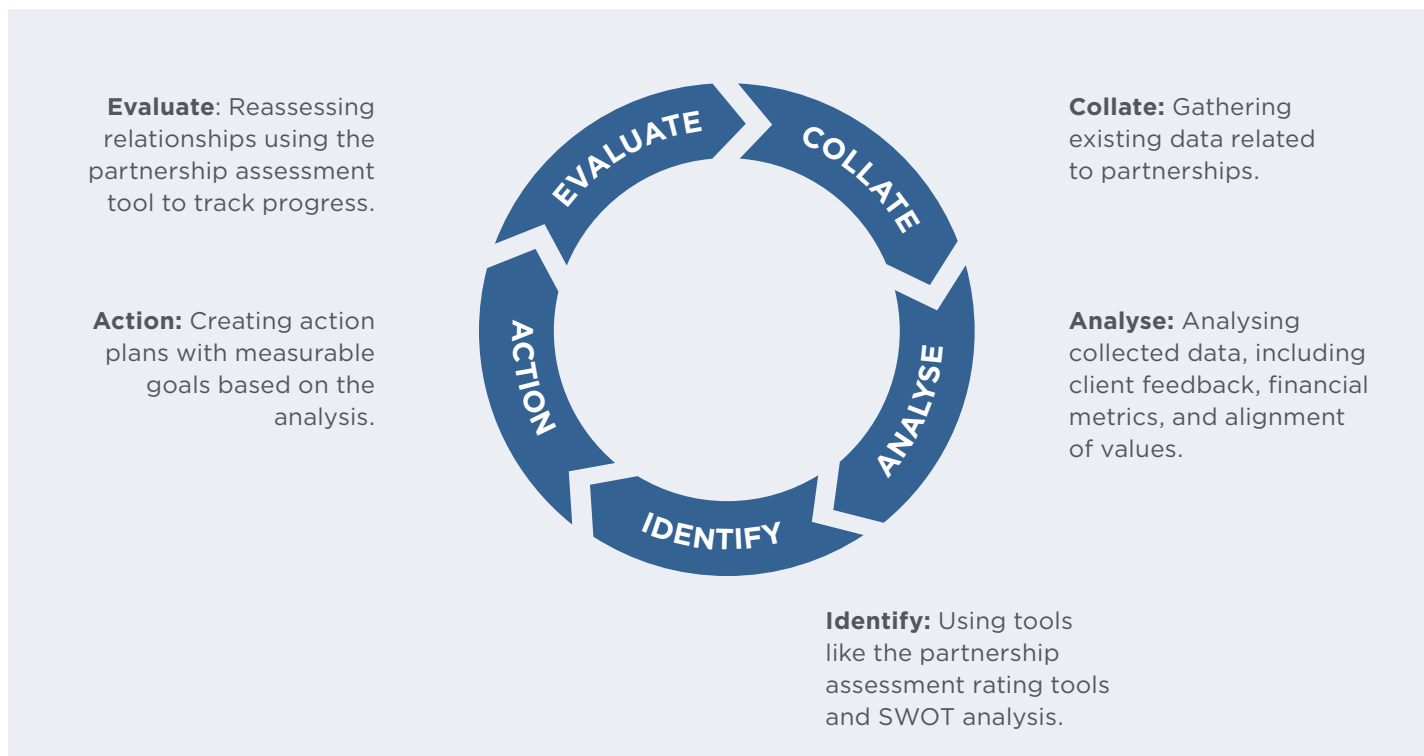 Evaluate: Reassessing
relationships using the
partnership assessment
tool to track progress.
Action: Creating action
plans with measurable
goals based on the
analysis.
EVALUATE
COLLATE
ANALYSE
IDENTIFY
ACTION
Collate: Gathering
existing data related
to partnerships.
Analyse: Analysing
collected data, including
client feedback, financial
metrics, and alignment
of values.
Identify: Using tools
like the partnership
assessment rating tools
and SWOT analysis.